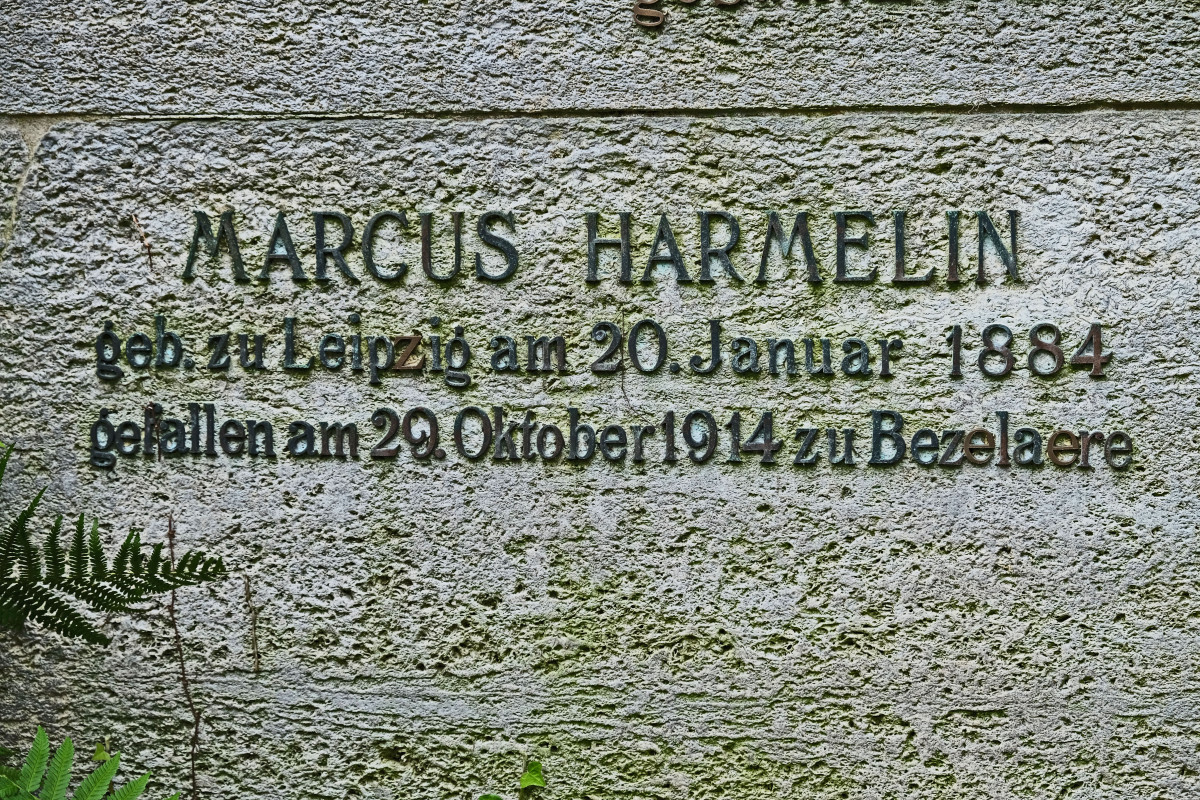 MARCUS HARMELIN
geb. zu Leipzig am 20. Januar 1884
gefallen am 29. Oktober 1914 zu Bezelaere